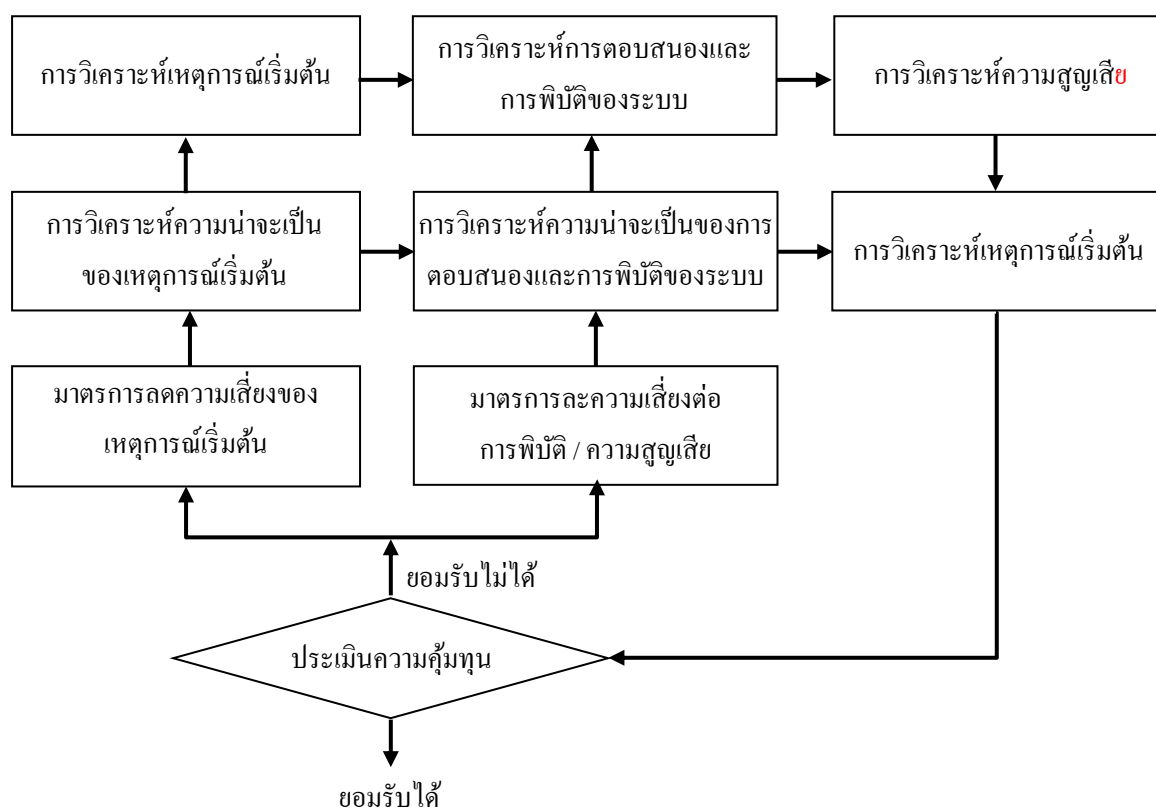 การวิเคราะห์เหตุการณ์เริ่มต้น
การวิเคราะห์การตอบสนองและ
การพิบัติของระบบ
การวิเคราะห์ความสูญเสีย
การวิเคราะห์ความน่าจะเป็น
ของเหตุการณ์เริ่มต้น
การวิเคราะห์ความน่าจะเป็นของการ
ตอบสนองและการพิบัติของระบบ
การวิเคราะห์เหตุการณ์เริ่มต้น
มาตรการลดความเสี่ยงของ
เหตุการณ์เริ่มต้น
มาตรการละความเสี่ยงต่อ
การพิบัติ / ความสูญเสีย
ยอมรับไม่ได้
ประเมินความคุ้มทุน
ยอมรับได้